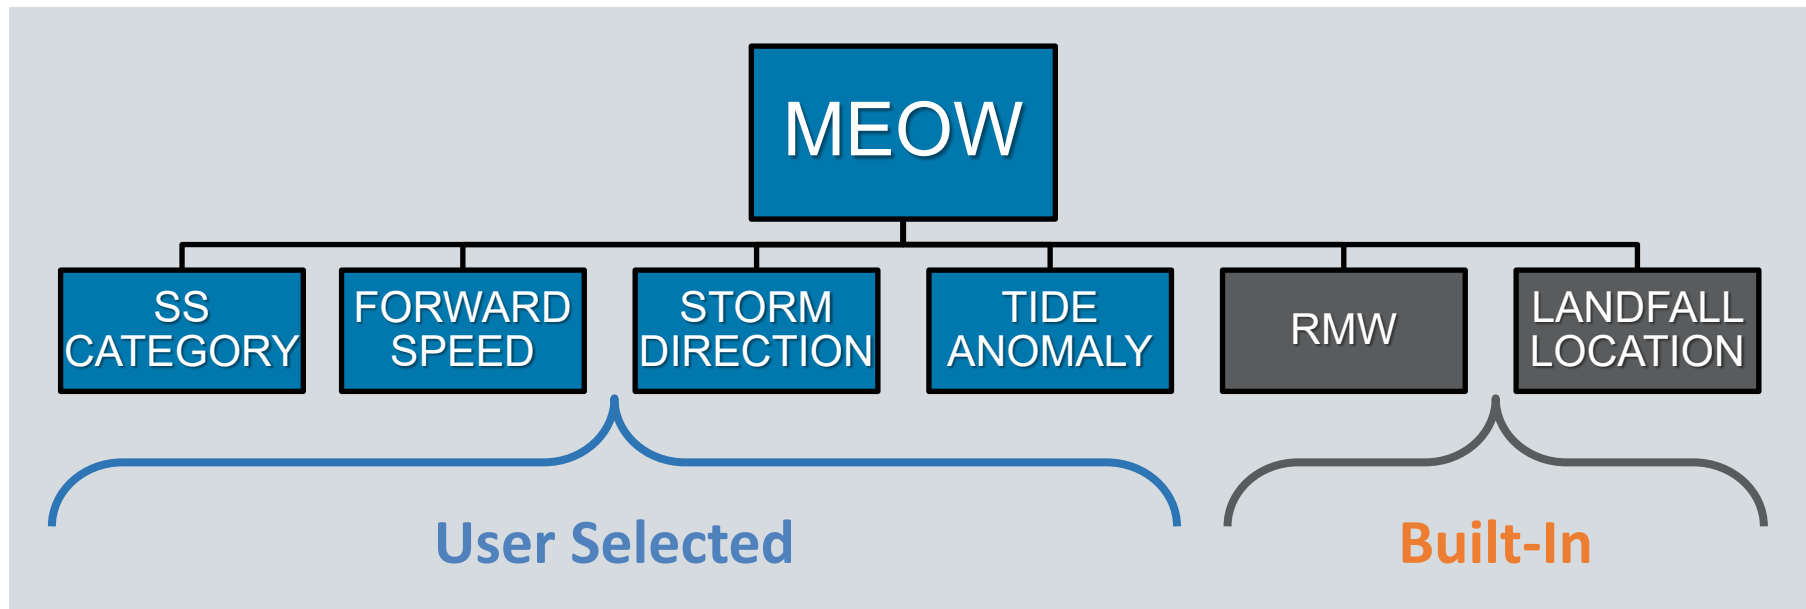 MEOW
SS
CATEGORY
FORWARD
SPEED
STORM
DIRECTION
TIDE
ANOMALY
RMW
LANDFALL
LOCATION
User Selected
Built-In